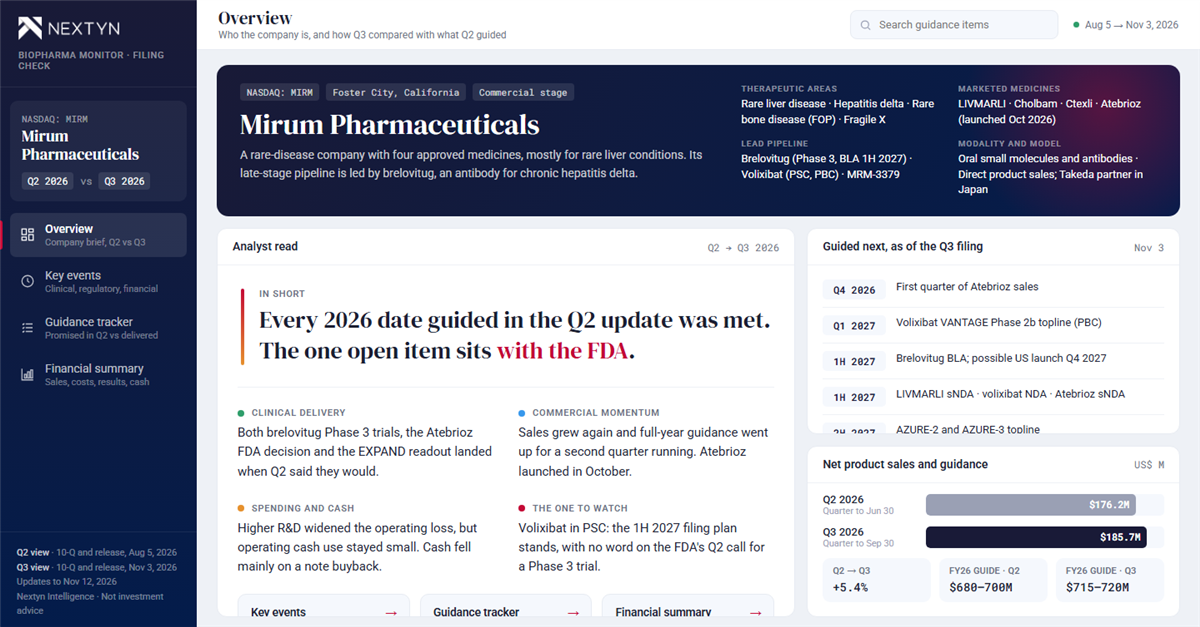 NEXTYN
BIOPHARMA MONITOR · FILING
CHECK
NASDAQ: MIRM
Mirum
Pharmaceuticals
Q2 2026 vs Q3 2026
Overview
Company brief, Q2 vs Q3
Key events
Clinical, regulatory, financial
Guidance tracker
Promised in Q2 vs delivered
Financial summary
Sales, costs, results, cash
Q2 view · 10-Q and release, Aug 5, 2026
Q3 view · 10-Q and release, Nov 3, 2026
Updates to Nov 12, 2026
Nextyn Intelligence · Not investment
advice
Overview
Who the company is, and how Q3 compared with what Q2 guided
Search guidance items
Aug 5 → Nov 3, 2026
NASDAQ: MIRM
Foster City, California
Commercial stage
Mirum Pharmaceuticals
A rare-disease company with four approved medicines, mostly for rare liver conditions. Its
late-stage pipeline is led by brelovitug, an antibody for chronic hepatitis delta.
THERAPEUTIC AREAS
Rare liver disease · Hepatitis delta · Rare
bone disease (FOP) · Fragile X
MARKETED MEDICINES
LIVMARLI · Cholbam · Ctexli · Atebrioz
(launched Oct 2026)
LEAD PIPELINE
Brelovitug (Phase 3, BLA 1H 2027) ·
Volixibat (PSC, PBC) · MRM-3379
MODALITY AND MODEL
Oral small molecules and antibodies ·
Direct product sales; Takeda partner in
Japan
Analyst read
Q2 → Q3 2026
IN SHORT
Every 2026 date guided in the Q2 update was met.
The one open item sits with the FDA.
CLINICAL DELIVERY
Both brelovitug Phase 3 trials, the Atebrioz
FDA decision and the EXPAND readout landed
when Q2 said they would.
COMMERCIAL MOMENTUM
Sales grew again and full-year guidance went
up for a second quarter running. Atebrioz
launched in October.
SPENDING AND CASH
Higher R&D widened the operating loss, but
operating cash use stayed small. Cash fell
mainly on a note buyback.
THE ONE TO WATCH
Volixibat in PSC: the 1H 2027 filing plan
stands, with no word on the FDA's Q2 call for
a Phase 3 trial.
Key events →
Guidance tracker →
Financial summary →
Guided next, as of the Q3 filing
Nov 3
Q4 2026 First quarter of Atebrioz sales
Q1 2027 Volixibat VANTAGE Phase 2b topline (PBC)
1H 2027 Brelovitug BLA; possible US launch Q4 2027
1H 2027 LIVMARLI sNDA · volixibat NDA · Atebrioz sNDA
2H 2027 AZURE-2 and AZURE-3 topline
Net product sales and guidance
US$ M
Q2 2026
Quarter to Jun 30
$176.2M
Q3 2026
Quarter to Sep 30
$185.7M
Q2 → Q3
+5.4%
FY26 GUIDE · Q2
$680–700M
FY26 GUIDE · Q3
$715–720M